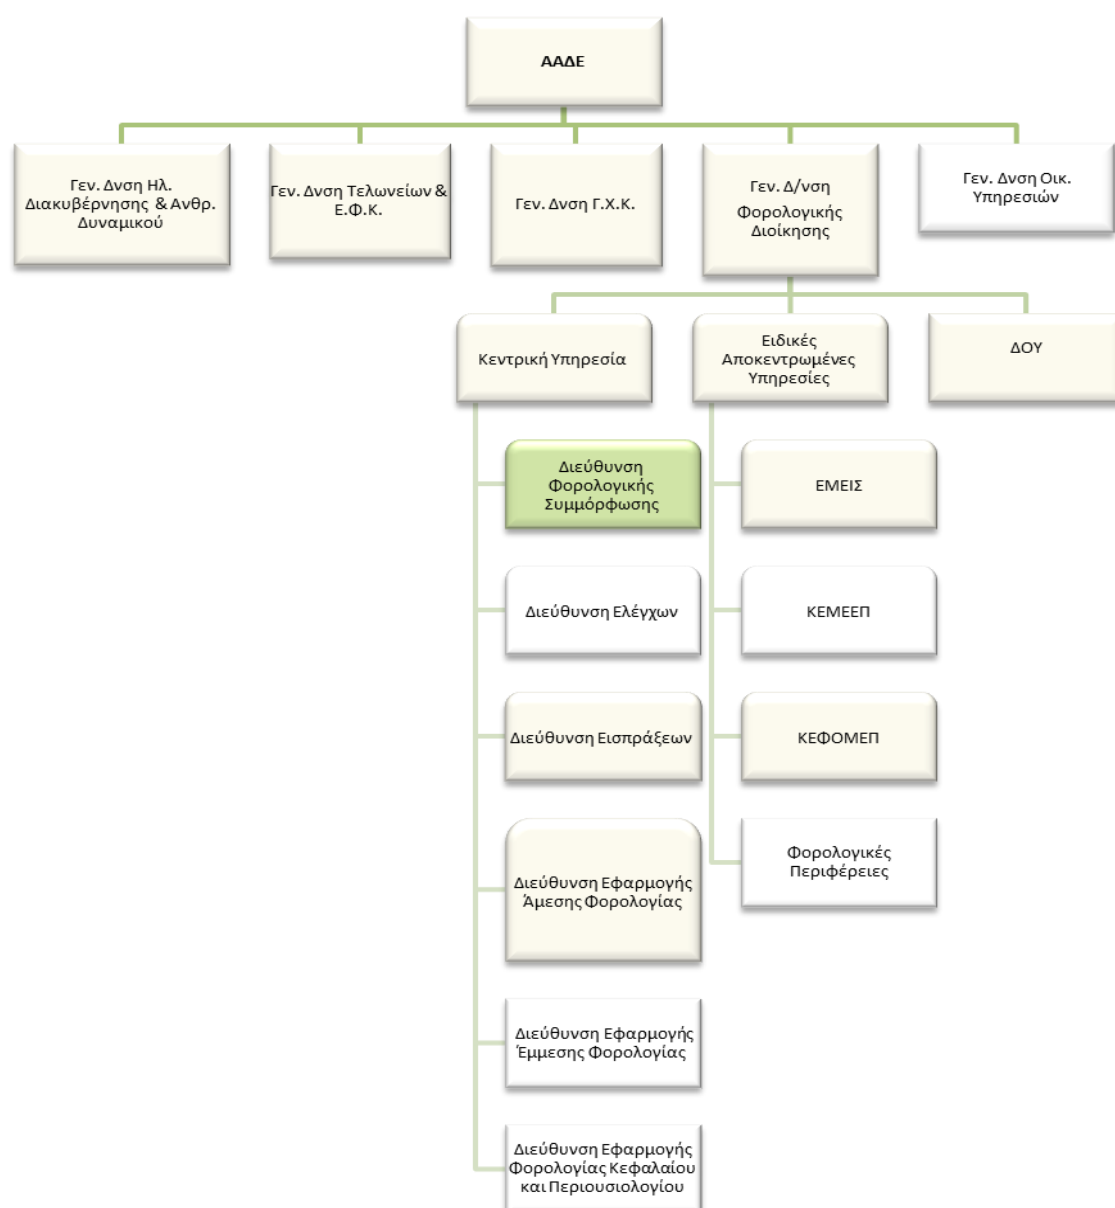 ΑΑΔΕ
Γεν. Δνση Ηλ.
Διακυβέρνησης & Ανθρ.
Δυναμικού
Γεν. Δνση Τελωνείων &
Ε.Φ.Κ.
Γεν. Δνση Γ.Χ.Κ.
Γεν. Δ/νση
Φορολογικής
Διοίκησης
Γεν. Δνση Οικ.
Υπηρεσιών
Κεντρική Υπηρεσία
Ειδικές
Αποκεντρωμένες
Υπηρεσίες
ΔΟΥ
Διεύθυνση
Φορολογικής
Συμμόρφωσης
Διεύθυνση Ελέγχων
Διεύθυνση Εισπράξεων
Διεύθυνση Εφαρμογής
Άμεσης Φορολογίας
Διεύθυνση Εφαρμογής
Έμμεσης Φορολογίας
Διεύθυνση Εφαρμογής
Φορολογίας Κεφαλαίου
και Περιουσιολογίου
ΕΜΕΙΣ
ΚΕΜΕΕΠ
ΚΕΦΟΜΕΠ
Φορολογικές
Περιφέρειες